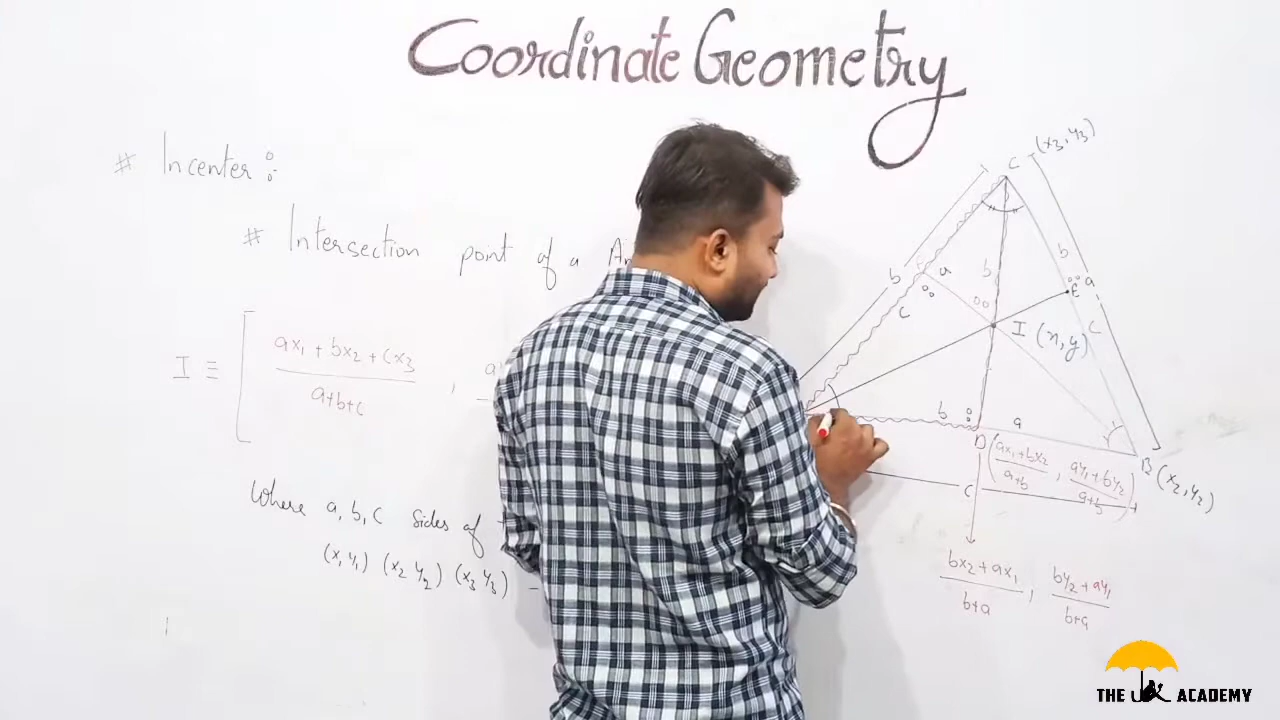 Coordinate Geometry
# Incenter :
# Intersection point of a
I ≡ [ ax₁ + bx₂ + cx₃ / a+b+c ,
Where a, b, c sides of
(x₁ y₁) (x₂ y₂) (x₃ y₃) –
C (x₃, y₃)
b
b
a
b
a
E
c
c
I (x, y)
b
a
D ( ax₁ + bx₂ / a+b , ay₁ + by₂ / a+b )
B (x₂, y₂)
C
bx₂ + ax₁ / b+a , by₂ + ay₁ / b+a
THE JK ACADEMY